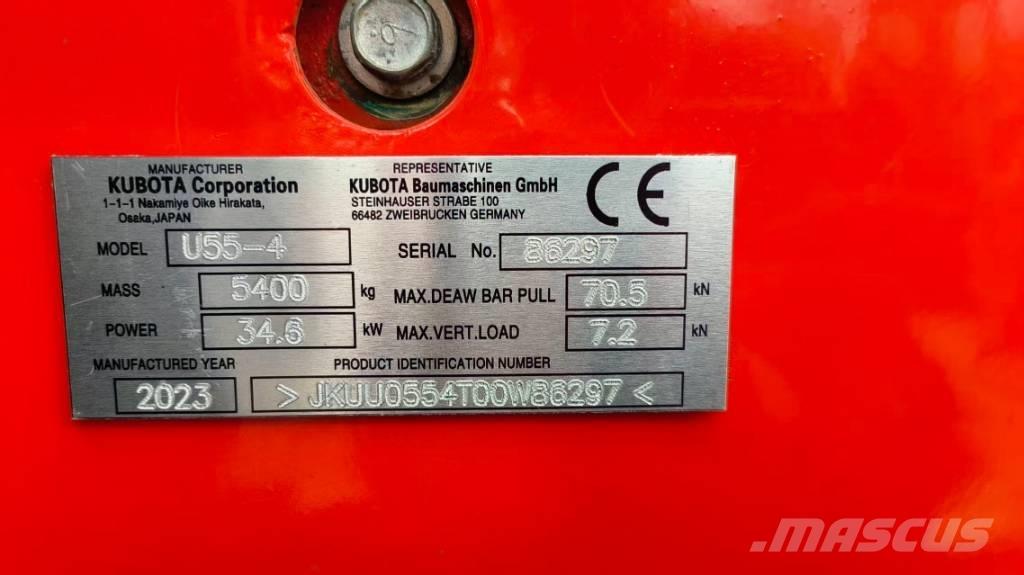 MANUFACTURER
KUBOTA Corporation
1-1-1 Nakamiye Oike Hirakata,
Osaka,JAPAN
REPRESENTATIVE
KUBOTA Baumaschinen GmbH
STEINHAUSER STRABE 100
66482 ZWEIBRUCKEN GERMANY
CE
MODEL U55-4
SERIAL No. 86297
MASS 5400 kg
MAX.DEAW BAR PULL 70.5 kN
POWER 34.6 kW
MAX.VERT.LOAD 7.2 kN
MANUFACTURED YEAR
2023
PRODUCT IDENTIFICATION NUMBER
> JKUU0554T00W86297 <
.MASCUS